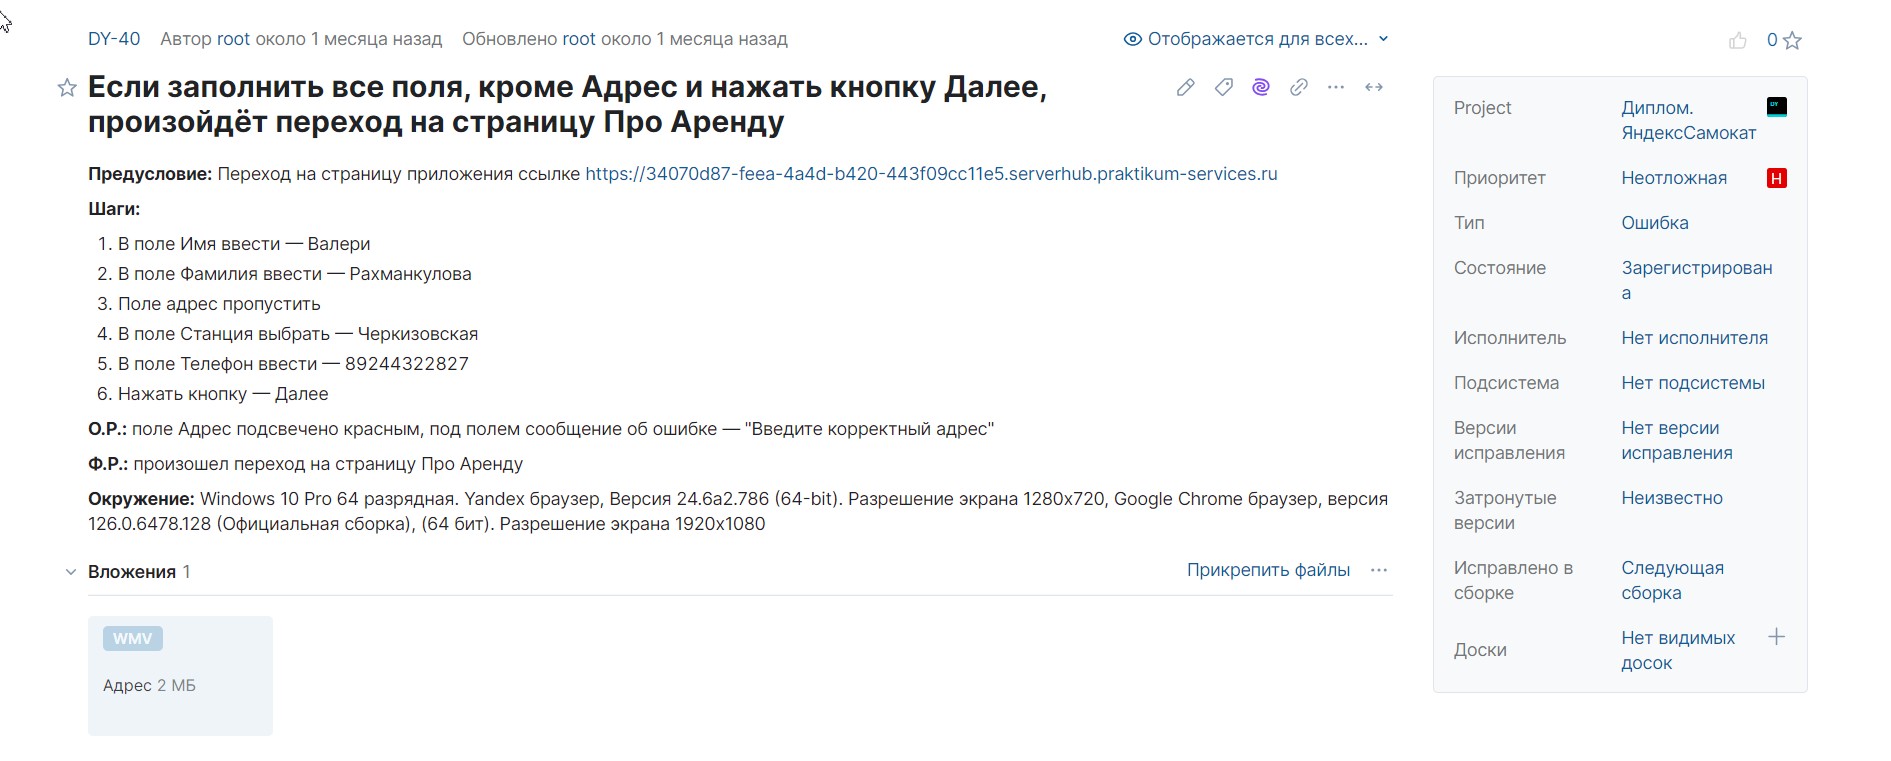 DY-40 Автор root около 1 месяца назад Обновлено root около 1 месяца назад Отображается для всех... 0
Если заполнить все поля, кроме Адрес и нажать кнопку Далее,
произойдёт переход на страницу Про Аренду
Предусловие: Переход на страницу приложения ссылке https://34070d87-feea-4a4d-b420-443f09cc11e5.serverhub.praktikum-services.ru
Шаги:
1. В поле Имя ввести — Валери
2. В поле Фамилия ввести — Рахманкулова
3. Поле адрес пропустить
4. В поле Станция выбрать — Черкизовская
5. В поле Телефон ввести — 89244322827
6. Нажать кнопку — Далее
О.Р.: поле Адрес подсвечено красным, под полем сообщение об ошибке — "Введите корректный адрес"
Ф.Р.: произошел переход на страницу Про Аренду
Окружение: Windows 10 Pro 64 разрядная. Yandex браузер, Версия 24.6a2.786 (64-bit). Разрешение экрана 1280x720, Google Chrome браузер, версия
126.0.6478.128 (Официальная сборка), (64 бит). Разрешение экрана 1920x1080
Вложения 1 Прикрепить файлы
WMV
Адрес 2 МБ
Project Диплом. DY
ЯндексСамокат
Приоритет Неотложная Н
Тип Ошибка
Состояние Зарегистрирован
а
Исполнитель Нет исполнителя
Подсистема Нет подсистемы
Версии Нет версии
исправления исправления
Затронутые Неизвестно
версии
Исправлено в Следующая
сборке сборка
Доски Нет видимых
досок